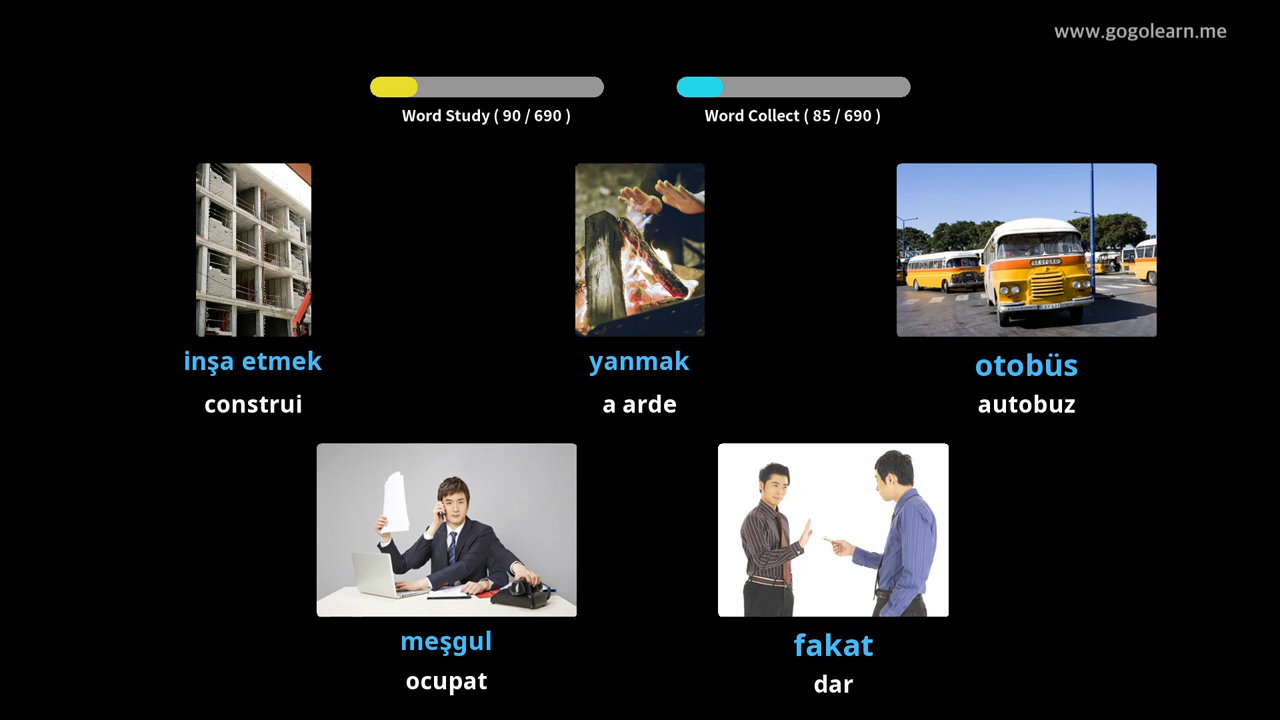 www.gogolearn.me
Word Study ( 90 / 690 )
Word Collect ( 85 / 690 )
inşa etmek
yanmak
otobüs
construi
a arde
autobuz
meşgul
fakat
ocupat
dar